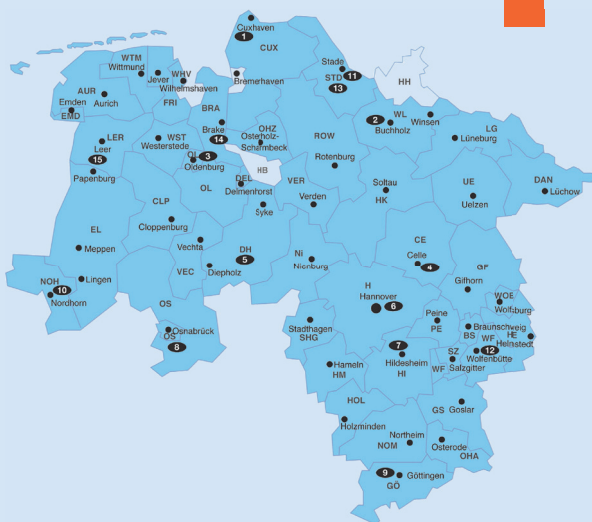 Cuxhaven
1
CUX
WTM
Wittmund
Jever
WHV
Wilhelmshaven
Bremerhaven
Stade
11
STD
13
HH
AUR
Aurich
FRI
Emden
EMD
BRA
Brake
14
OHZ
Osterholz-
Scharmbeck
2
WL
Buchholz
Winsen
LG
Lüneburg
LER
Leer
15
WST
Westerstede
OL
3
Oldenburg
ROW
Rotenburg
HB
Papenburg
DEL
Delmenhorst
OL
VER
Verden
Soltau
HK
UE
Uelzen
DAN
Lüchow
CLP
Cloppenburg
Syke
EL
Meppen
Vechta
VEC
DH
5
Diepholz
Ni
Nienburg
CE
Celle
4
GF
Gifhorn
NOH
10
Nordhorn
Lingen
OS
H
Hannover
6
WOB
Wolfsburg
Peine
PE
Osnabrück
OS
8
Stadthagen
SHG
Braunschweig
BS
WF
HE
Helmstedt
12
Wolfenbütte
7
Hildesheim
HI
SZ
Salzgitter
WF
Hameln
HM
HOL
Holzminden
GS
Goslar
Northeim
NOM
Osterode
OHA
9
Göttingen
GÖ